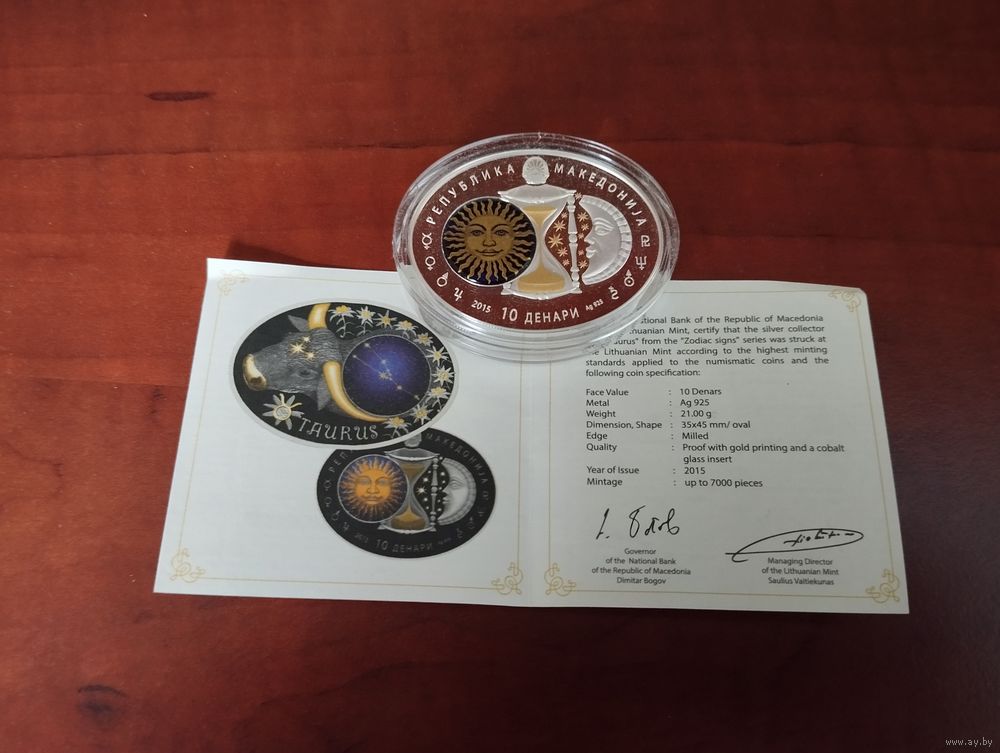 РЕПУБЛИКА МАКЕДОНИЈА
2015 10 ДЕНАРИ Ag 925
TAURUS
МАКЕДОНИЈА
10 ДЕНАРИ
tional Bank of the Republic of Macedonia
thuanian Mint, certify that the silver collector
urus" from the "Zodiac signs" series was struck at
the Lithuanian Mint according to the highest minting
standards applied to the numismatic coins and the
following coin specification:
Face Value : 10 Denars
Metal : Ag 925
Weight : 21.00 g
Dimension, Shape : 35x45 mm/ oval
Edge : Milled
Quality : Proof with gold printing and a cobalt
glass insert
Year of Issue : 2015
Mintage : up to 7000 pieces
Governor
of the National Bank
of the Republic of Macedonia
Dimitar Bogov
Managing Director
of the Lithuanian Mint
Saulius Vaitiekunas
www.ay.by